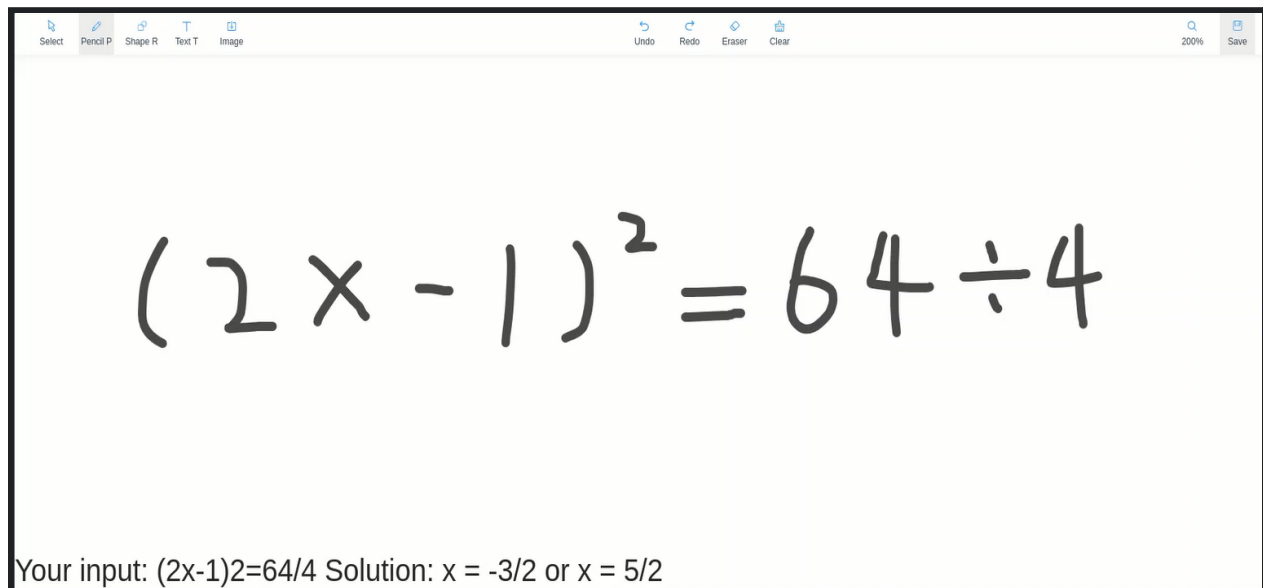 Select Pencil P Shape R Text T Image Undo Redo Eraser Clear 200% Save
(2x-1)² = 64÷4
Your input: (2x-1)2=64/4 Solution: x = -3/2 or x = 5/2